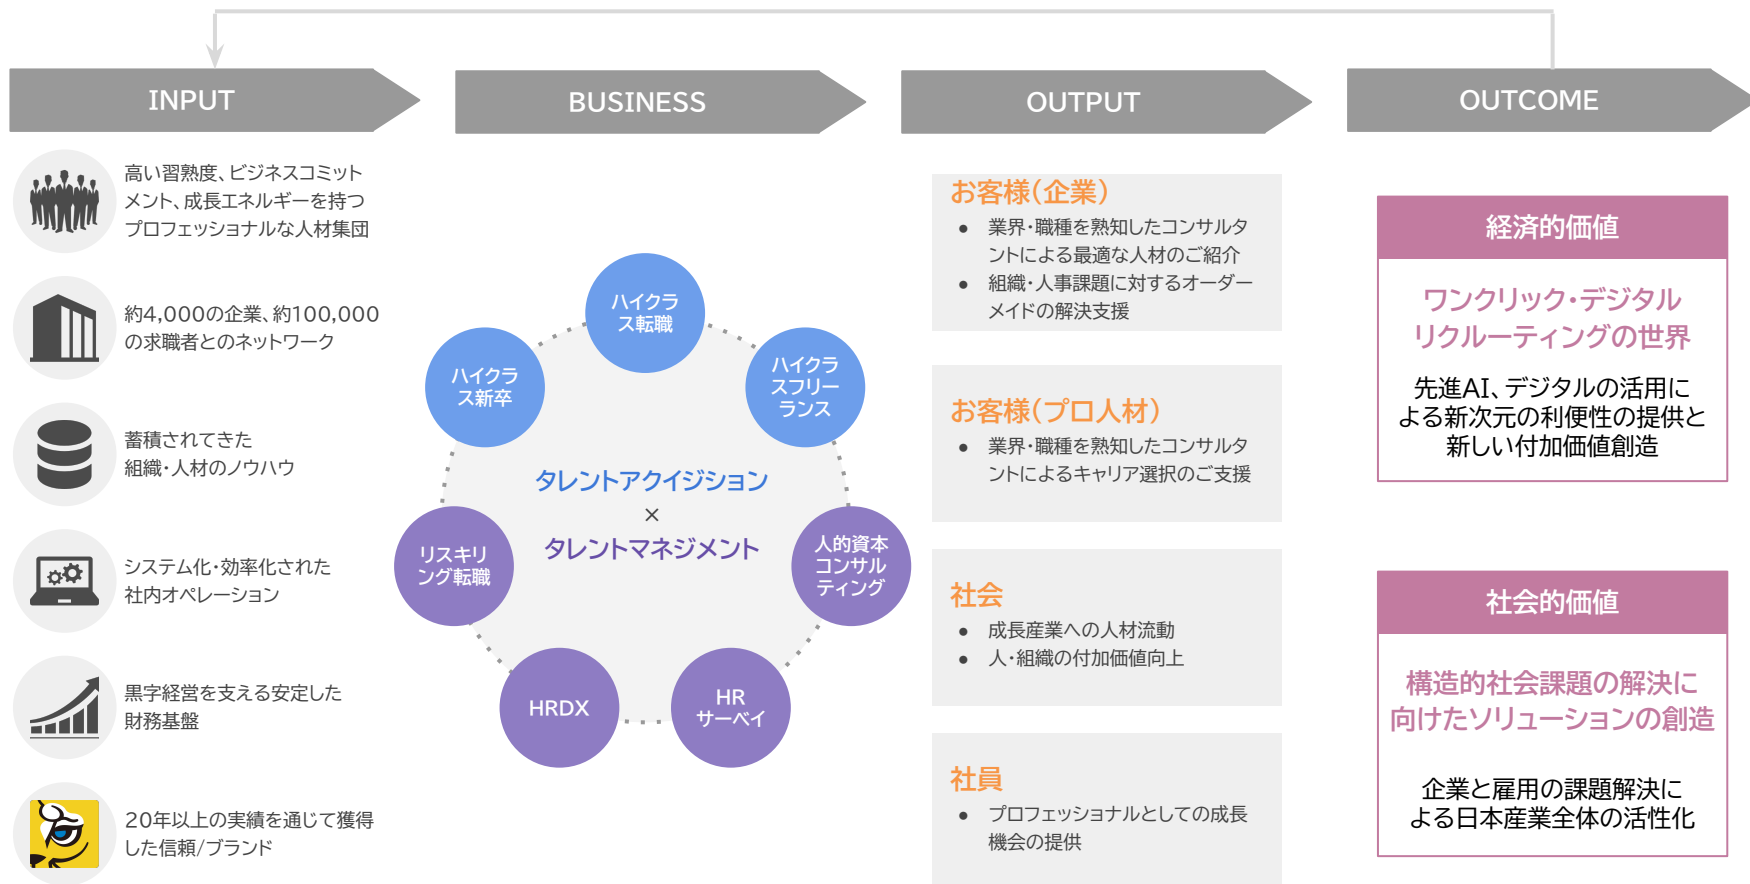 INPUT
BUSINESS
OUTPUT
OUTCOME
高い習熟度、ビジネスコミット
メント、成長エネルギーを持つ
プロフェッショナルな人材集団
約4,000の企業、約100,000
の求職者とのネットワーク
蓄積されてきた
組織・人材のノウハウ
システム化・効率化された
社内オペレーション
黒字経営を支える安定した
財務基盤
20年以上の実績を通じて獲得
した信頼/ブランド
ハイクラ
ス転職
ハイクラ
ス新卒
ハイクラ
スフリー
ランス
タレントアクイジション
×
タレントマネジメント
リスキリ
ング転職
人的資本
コンサル
ティング
HRDX
HR
サーベイ
お客様(企業)
● 業界・職種を熟知したコンサルタ
ントによる最適な人材のご紹介
● 組織・人事課題に対するオーダー
メイドの解決支援
お客様(プロ人材)
● 業界・職種を熟知したコンサルタ
ントによるキャリア選択のご支援
社会
● 成長産業への人材流動
● 人・組織の付加価値向上
社員
● プロフェッショナルとしての成長
機会の提供
経済的価値
ワンクリック・デジタル
リクルーティングの世界
先進AI、デジタルの活用に
よる新次元の利便性の提供と
新しい付加価値創造
社会的価値
構造的社会課題の解決に
向けたソリューションの創造
企業と雇用の課題解決に
よる日本産業全体の活性化